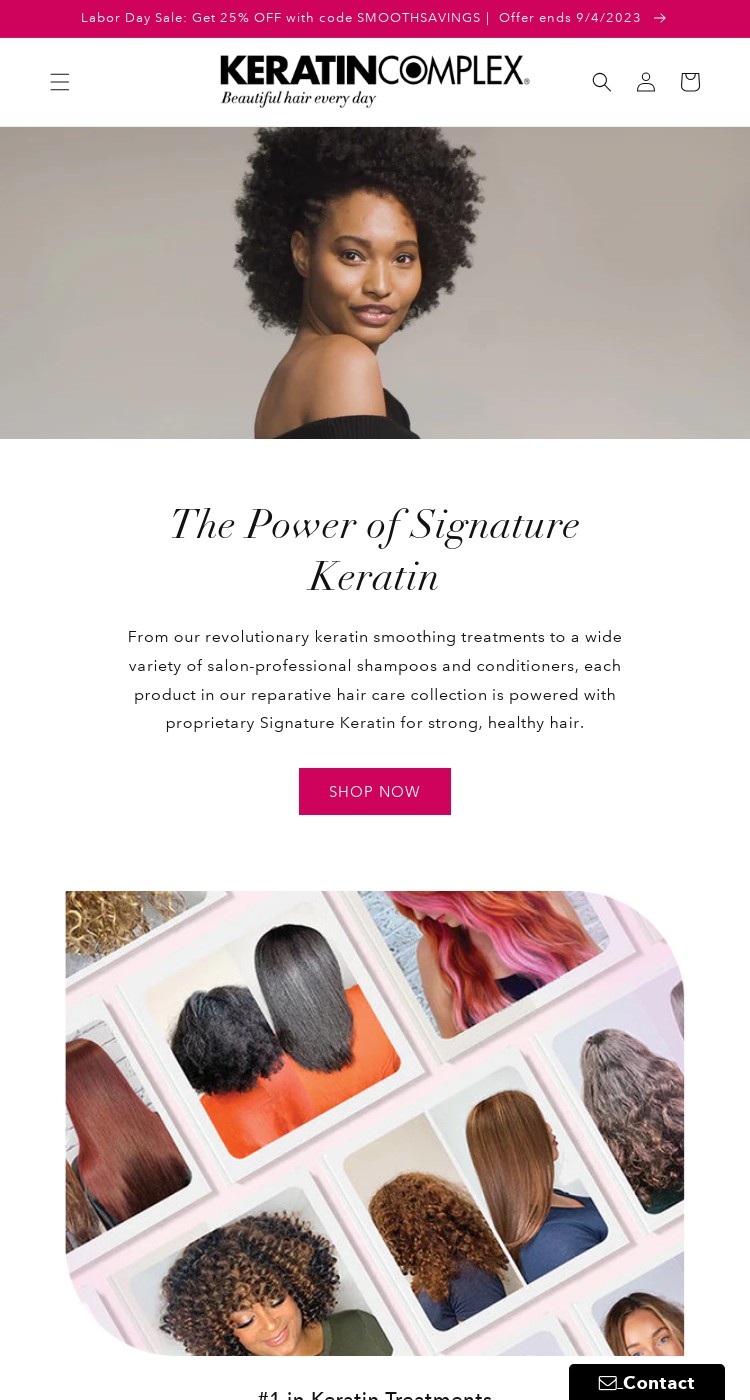 Labor Day Sale: Get 25% OFF with code SMOOTHSAVINGS | Offer ends 9/4/2023 →
KERATINCOMPLEX®
Beautiful hair every day
The Power of Signature
Keratin
From our revolutionary keratin smoothing treatments to a wide
variety of salon-professional shampoos and conditioners, each
product in our reparative hair care collection is powered with
proprietary Signature Keratin for strong, healthy hair.
SHOP NOW
#1 in Keratin Treatments
Contact